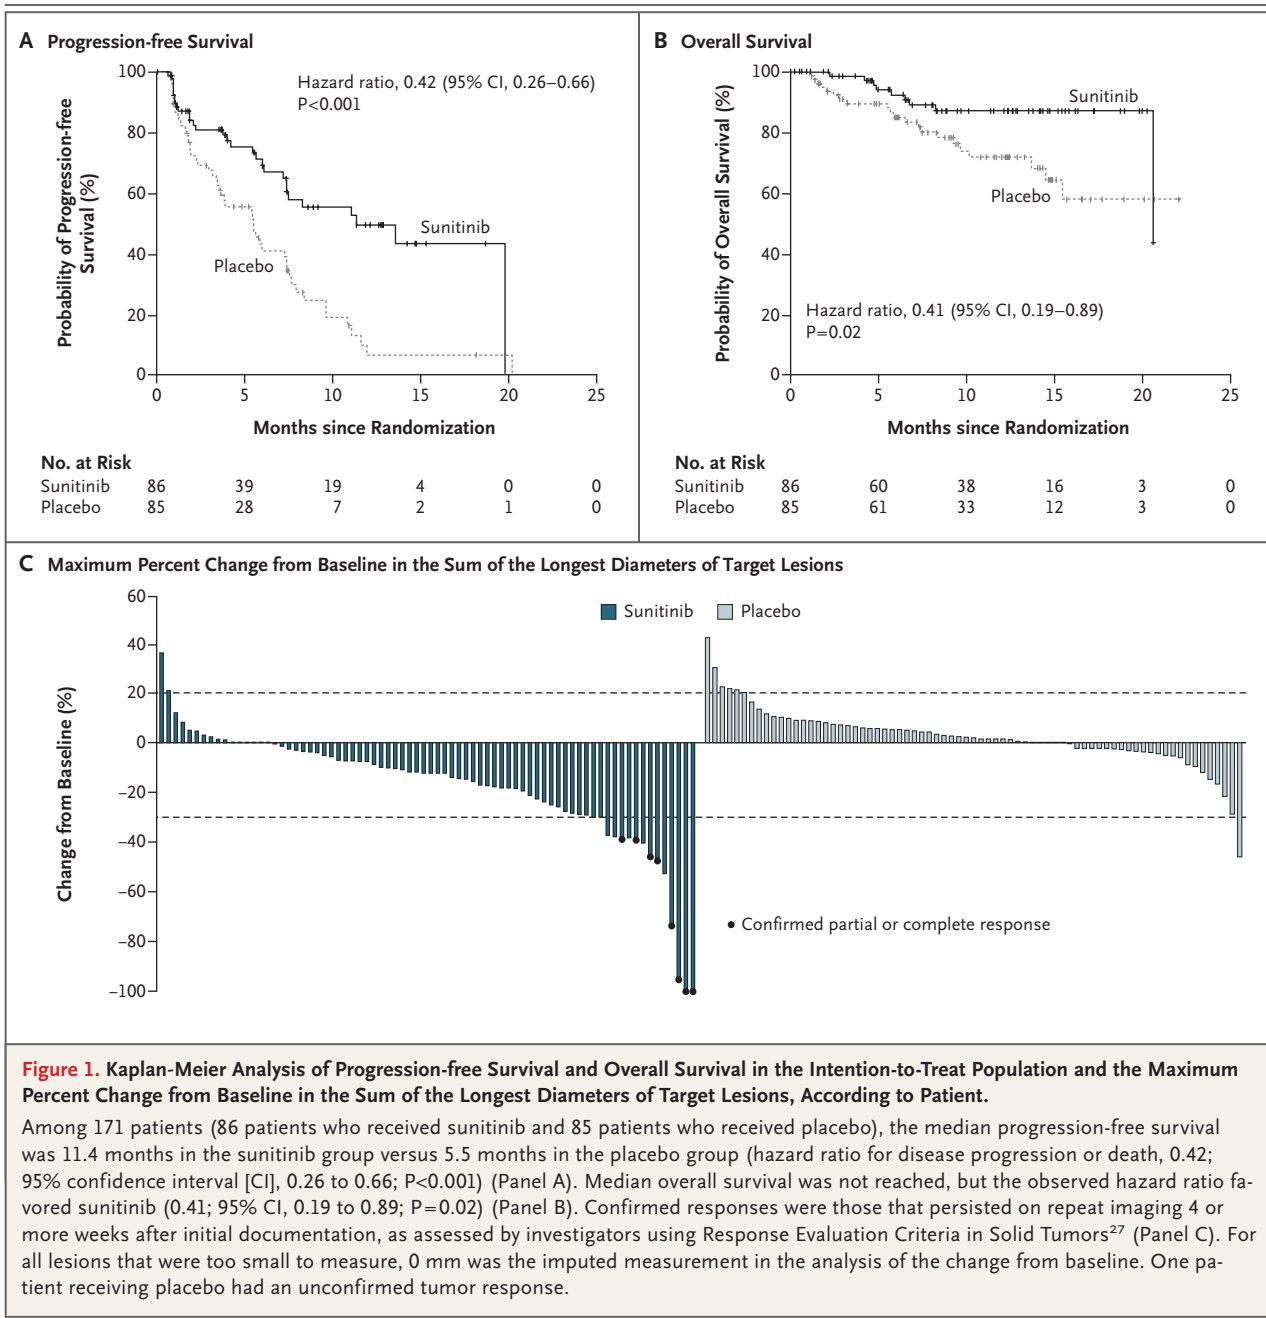 A Progression-free Survival
Probability of Progression-free
Survival (%)
100
80
60
40
20
0
Hazard ratio, 0.42 (95% CI, 0.26–0.66)
P<0.001
Sunitinib
Placebo
0 5 10 15 20 25
Months since Randomization
No. at Risk
Sunitinib 86 39 19 4 0 0
Placebo 85 28 7 2 1 0
B Overall Survival
Probability of Overall Survival (%)
100
80
60
40
20
0
Sunitinib
Placebo
Hazard ratio, 0.41 (95% CI, 0.19–0.89)
P=0.02
0 5 10 15 20 25
Months since Randomization
No. at Risk
Sunitinib 86 60 38 16 3 0
Placebo 85 61 33 12 3 0
C Maximum Percent Change from Baseline in the Sum of the Longest Diameters of Target Lesions
Change from Baseline (%)
60
40
20
0
−20
−40
−60
−80
−100
Sunitinib Placebo
Confirmed partial or complete response
Figure 1. Kaplan-Meier Analysis of Progression-free Survival and Overall Survival in the Intention-to-Treat Population and the Maximum
Percent Change from Baseline in the Sum of the Longest Diameters of Target Lesions, According to Patient.
Among 171 patients (86 patients who received sunitinib and 85 patients who received placebo), the median progression-free survival
was 11.4 months in the sunitinib group versus 5.5 months in the placebo group (hazard ratio for disease progression or death, 0.42;
95% confidence interval [CI], 0.26 to 0.66; P<0.001) (Panel A). Median overall survival was not reached, but the observed hazard ratio fa-
vored sunitinib (0.41; 95% CI, 0.19 to 0.89; P=0.02) (Panel B). Confirmed responses were those that persisted on repeat imaging 4 or
more weeks after initial documentation, as assessed by investigators using Response Evaluation Criteria in Solid Tumors²⁷ (Panel C). For
all lesions that were too small to measure, 0 mm was the imputed measurement in the analysis of the change from baseline. One pa-
tient receiving placebo had an unconfirmed tumor response.